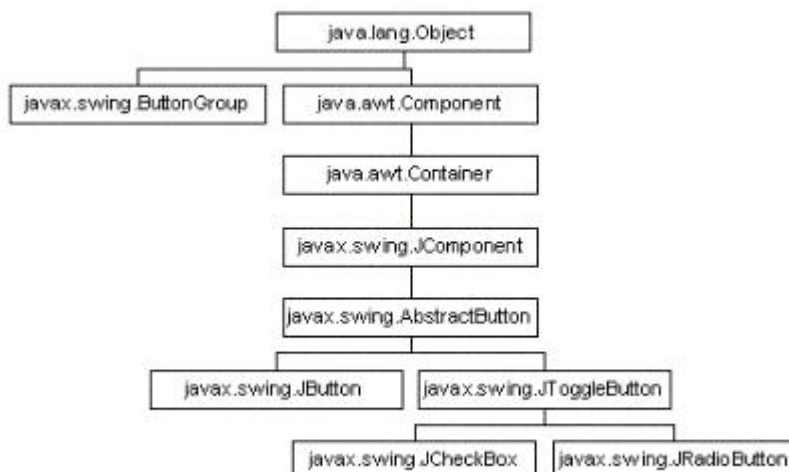 java.lang.Object
javax.swing.ButtonGroup
java.awt.Component
java.awt.Container
javax.swing.JComponent
javax.swing.AbstractButton
javax.swing.JButton
javax.swing.JToggleButton
javax.swing.JCheckBox
javax.swing.JRadioButton